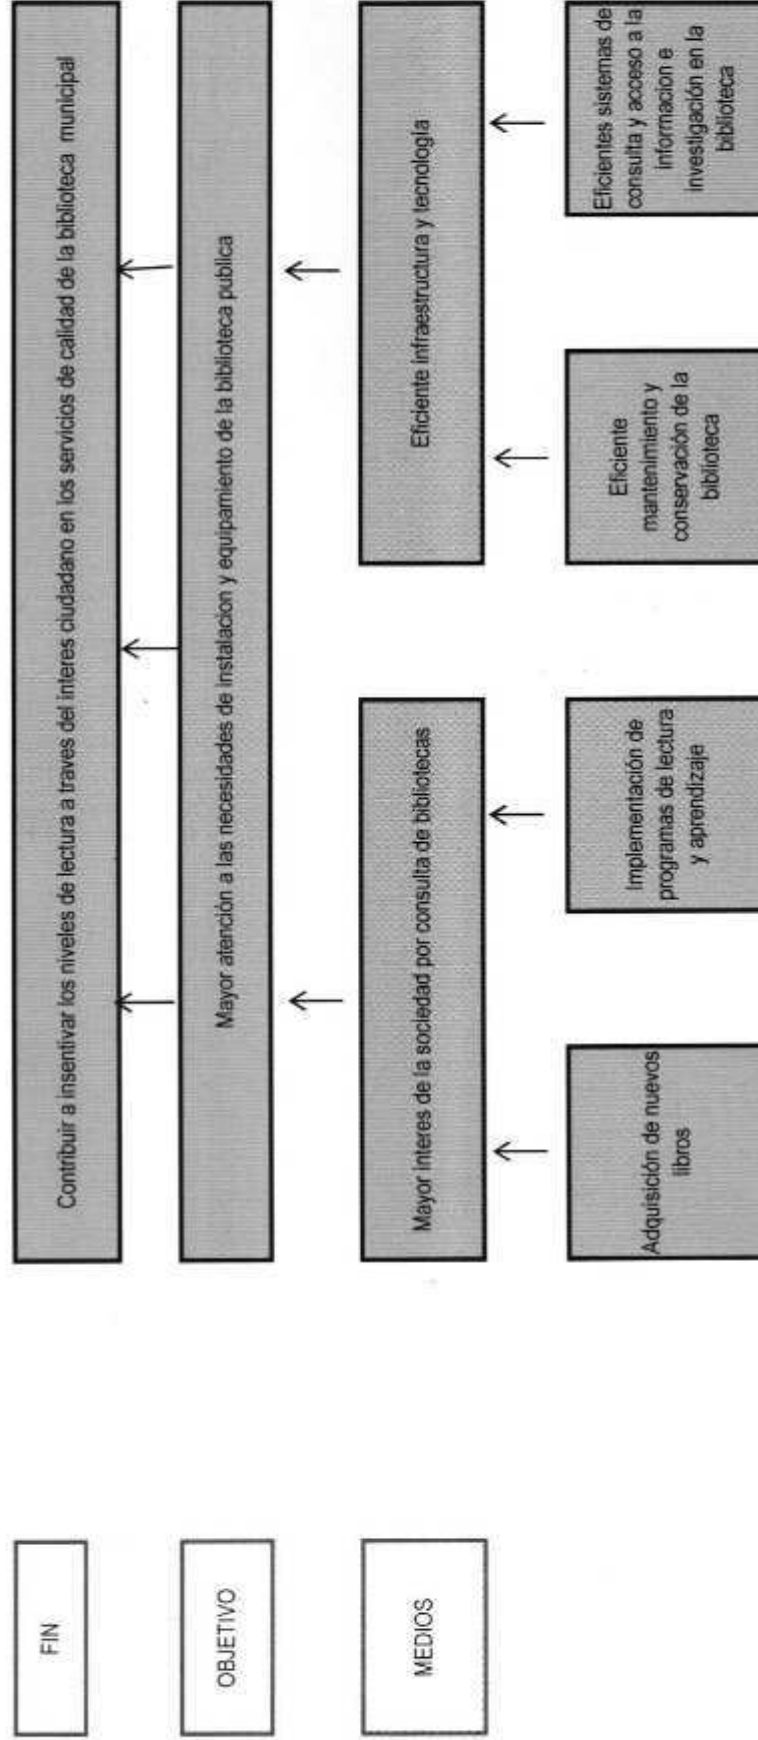 FIN
Contribuir a insentivar los niveles de lectura a traves del interes ciudadano en los servicios de calidad de la biblioteca municipal
OBJETIVO
Mayor atención a las necesidades de instalacion y equipamiento de la biblioteca publica
MEDIOS
Mayor interes de la sociedad por consulta de bibliotecas
Eficiente infraestructura y tecnología
Adquisición de nuevos
libros
Implementación de
programas de lectura
y aprendizaje
Eficiente
mantenimiento y
conservación de la
biblioteca
Eficientes sistemas de
consulta y acceso a la
informacion e
investigación en la
biblioteca